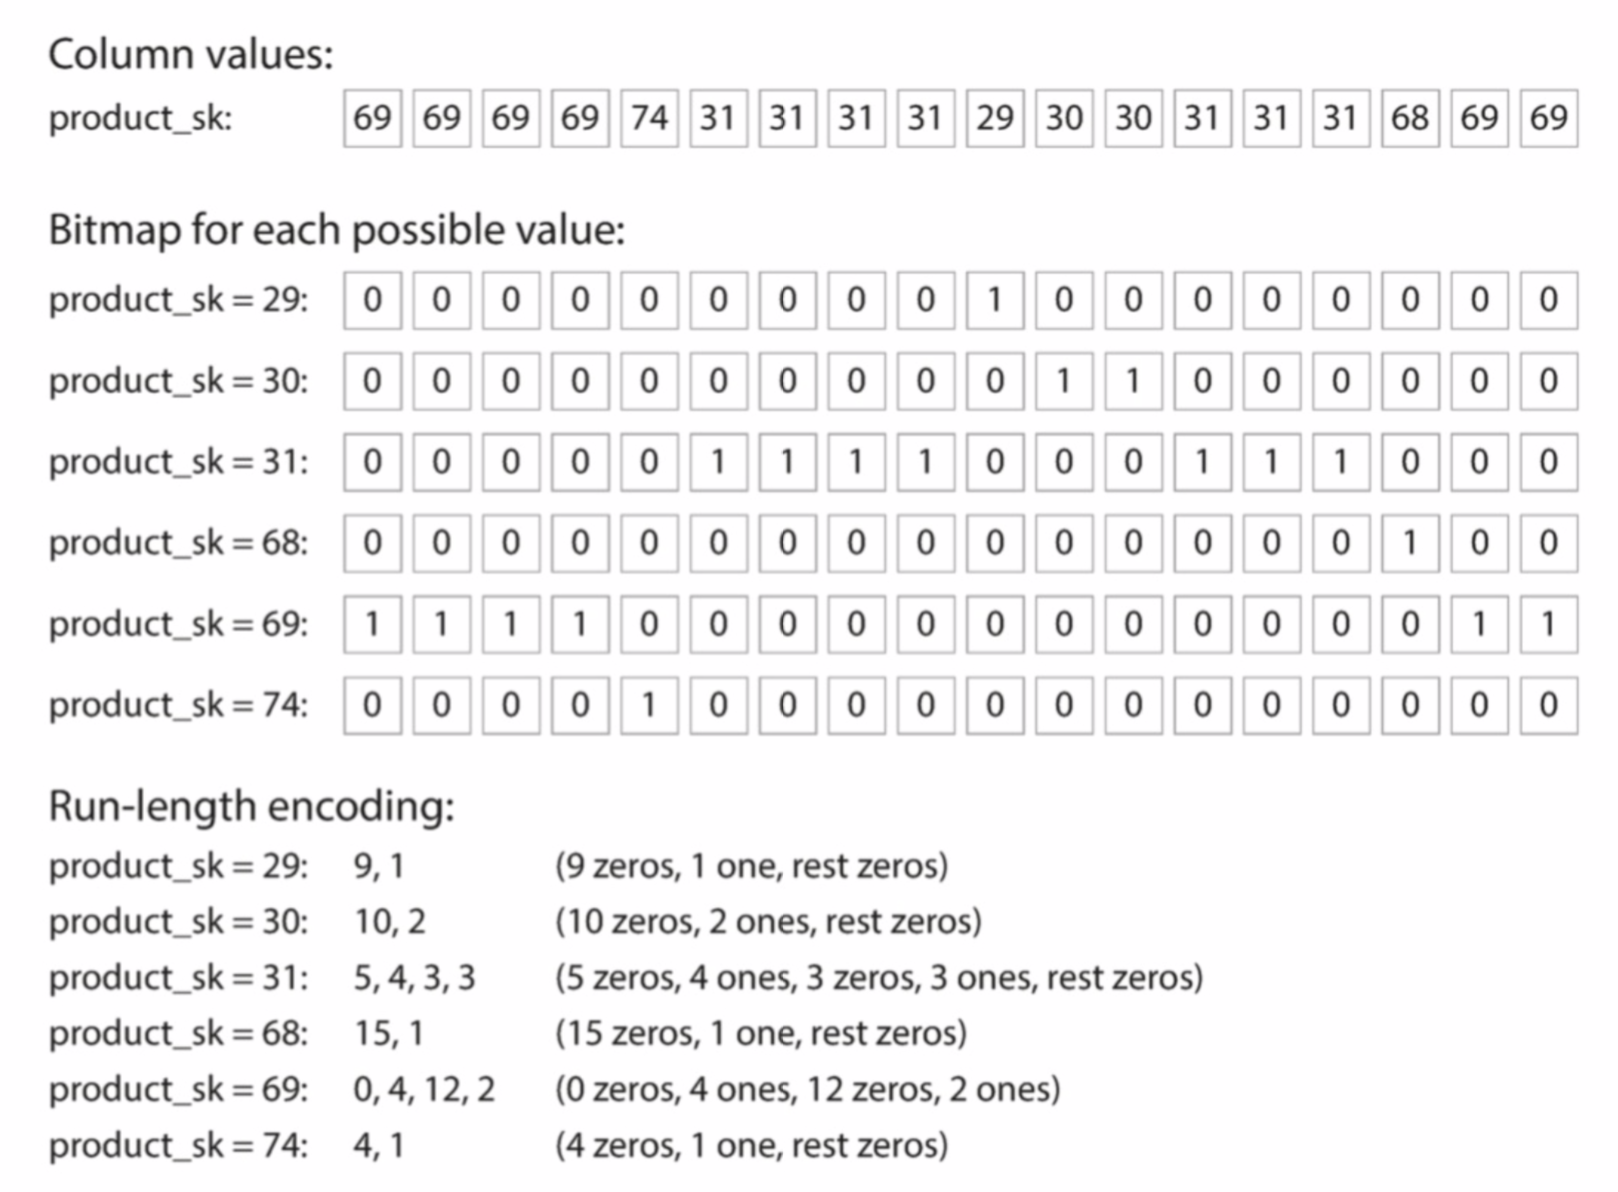 Column values:
product_sk: 69 69 69 69 74 31 31 31 31 29 30 30 31 31 31 68 69 69
Bitmap for each possible value:
product_sk = 29: 0 0 0 0 0 0 0 0 0 1 0 0 0 0 0 0 0 0
product_sk = 30: 0 0 0 0 0 0 0 0 0 0 1 1 0 0 0 0 0 0
product_sk = 31: 0 0 0 0 0 1 1 1 1 0 0 0 1 1 1 0 0 0
product_sk = 68: 0 0 0 0 0 0 0 0 0 0 0 0 0 0 0 1 0 0
product_sk = 69: 1 1 1 1 0 0 0 0 0 0 0 0 0 0 0 0 1 1
product_sk = 74: 0 0 0 0 1 0 0 0 0 0 0 0 0 0 0 0 0 0
Run-length encoding:
product_sk = 29: 9, 1 (9 zeros, 1 one, rest zeros)
product_sk = 30: 10, 2 (10 zeros, 2 ones, rest zeros)
product_sk = 31: 5, 4, 3, 3 (5 zeros, 4 ones, 3 zeros, 3 ones, rest zeros)
product_sk = 68: 15, 1 (15 zeros, 1 one, rest zeros)
product_sk = 69: 0, 4, 12, 2 (0 zeros, 4 ones, 12 zeros, 2 ones)
product_sk = 74: 4, 1 (4 zeros, 1 one, rest zeros)